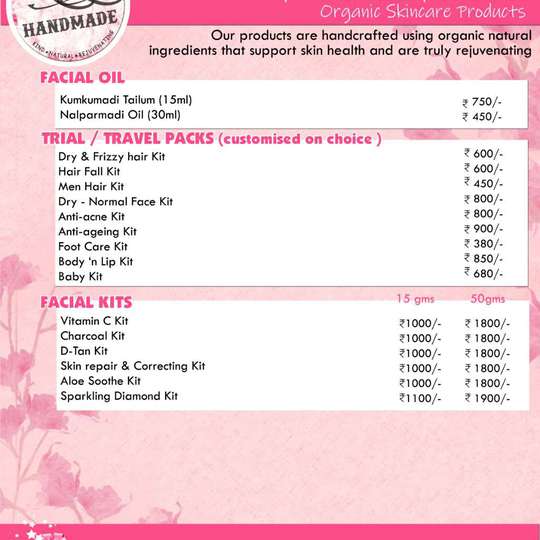 Organic Skincare Products
HANDMADE
KIND•NATURAL•REJUVENATING
Our products are handcrafted using organic natural
ingredients that support skin health and are truly rejuvenating
FACIAL OIL
Kumkumadi Tailum (15ml) ₹ 750/-
Nalparmadi Oil (30ml) ₹ 450/-
TRIAL / TRAVEL PACKS (customised on choice )
Dry & Frizzy hair Kit ₹ 600/-
Hair Fall Kit ₹ 600/-
Men Hair Kit ₹ 450/-
Dry - Normal Face Kit ₹ 800/-
Anti-acne Kit ₹ 800/-
Anti-ageing Kit ₹ 900/-
Foot Care Kit ₹ 380/-
Body 'n Lip Kit ₹ 850/-
Baby Kit ₹ 680/-
FACIAL KITS 15 gms 50gms
Vitamin C Kit ₹1000/- ₹ 1800/-
Charcoal Kit ₹1000/- ₹ 1800/-
D-Tan Kit ₹1000/- ₹ 1800/-
Skin repair & Correcting Kit ₹1000/- ₹ 1800/-
Aloe Soothe Kit ₹1000/- ₹ 1800/-
Sparkling Diamond Kit ₹1100/- ₹ 1900/-